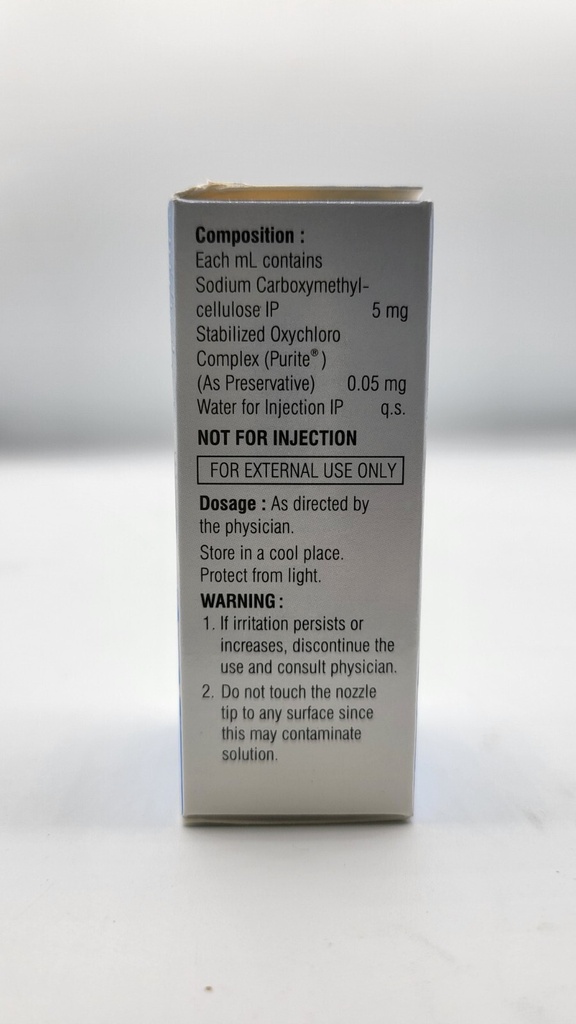 Composition :
Each mL contains
Sodium Carboxymethyl-
cellulose IP 5 mg
Stabilized Oxychloro
Complex (Purite®)
(As Preservative) 0.05 mg
Water for Injection IP q.s.
NOT FOR INJECTION
FOR EXTERNAL USE ONLY
Dosage : As directed by
the physician.
Store in a cool place.
Protect from light.
WARNING :
1. If irritation persists or
increases, discontinue the
use and consult physician.
2. Do not touch the nozzle
tip to any surface since
this may contaminate
solution.